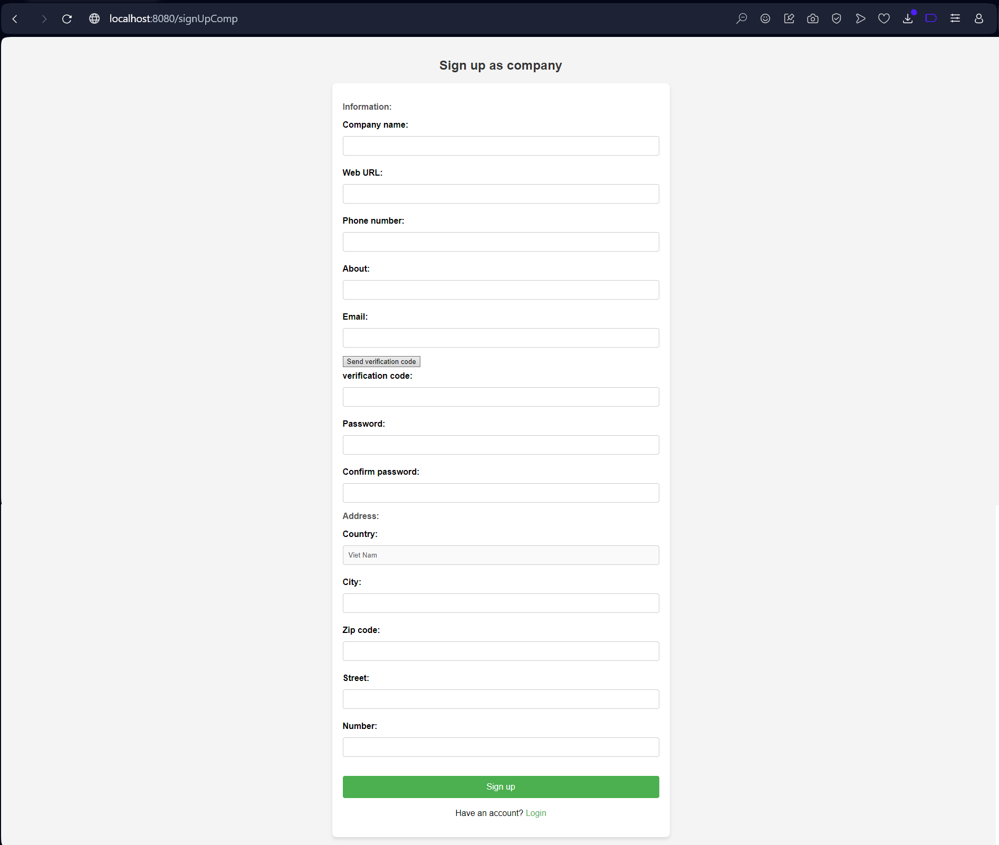 localhost:8080/signUpComp
Sign up as company
Information:
Company name:
Web URL:
Phone number:
About:
Email:
Send verification code
verification code:
Password:
Confirm password:
Address:
Country:
Viet Nam
City:
Zip code:
Street:
Number:
Sign up
Have an account? Login